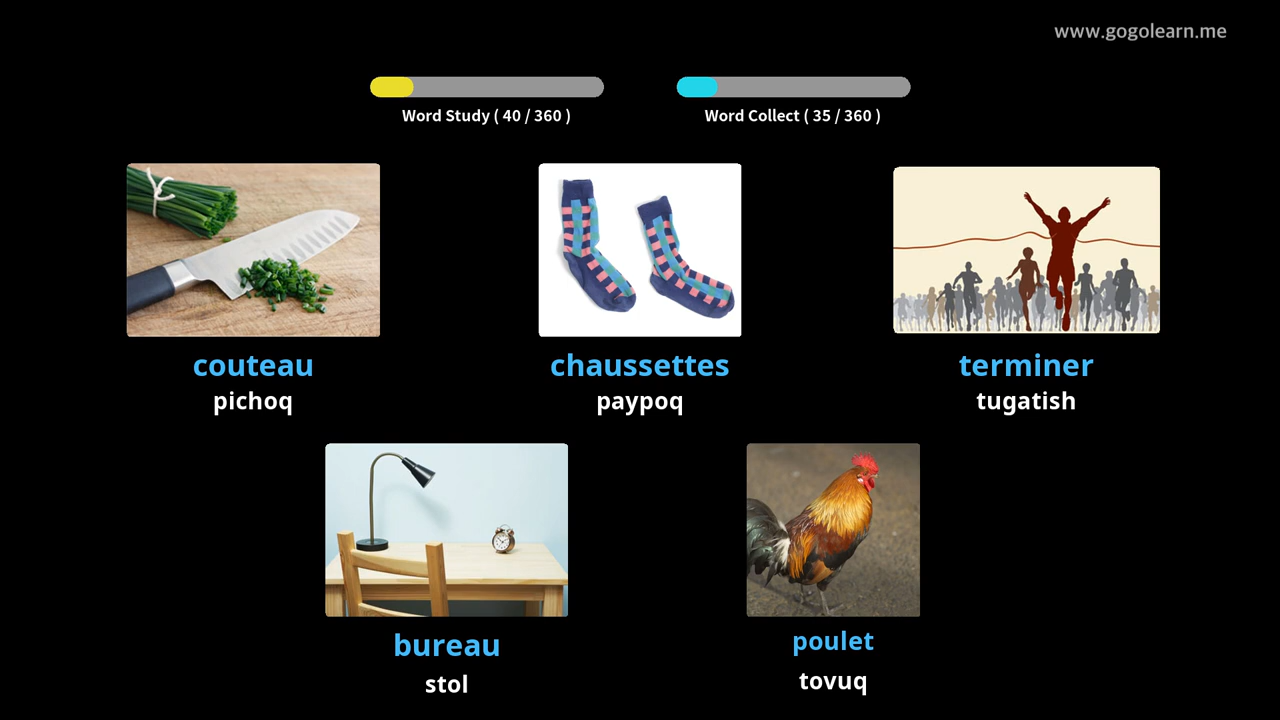 www.gogolearn.me
Word Study ( 40 / 360 )
Word Collect ( 35 / 360 )
couteau
pichoq
chaussettes
paypoq
terminer
tugatish
bureau
stol
poulet
tovuq